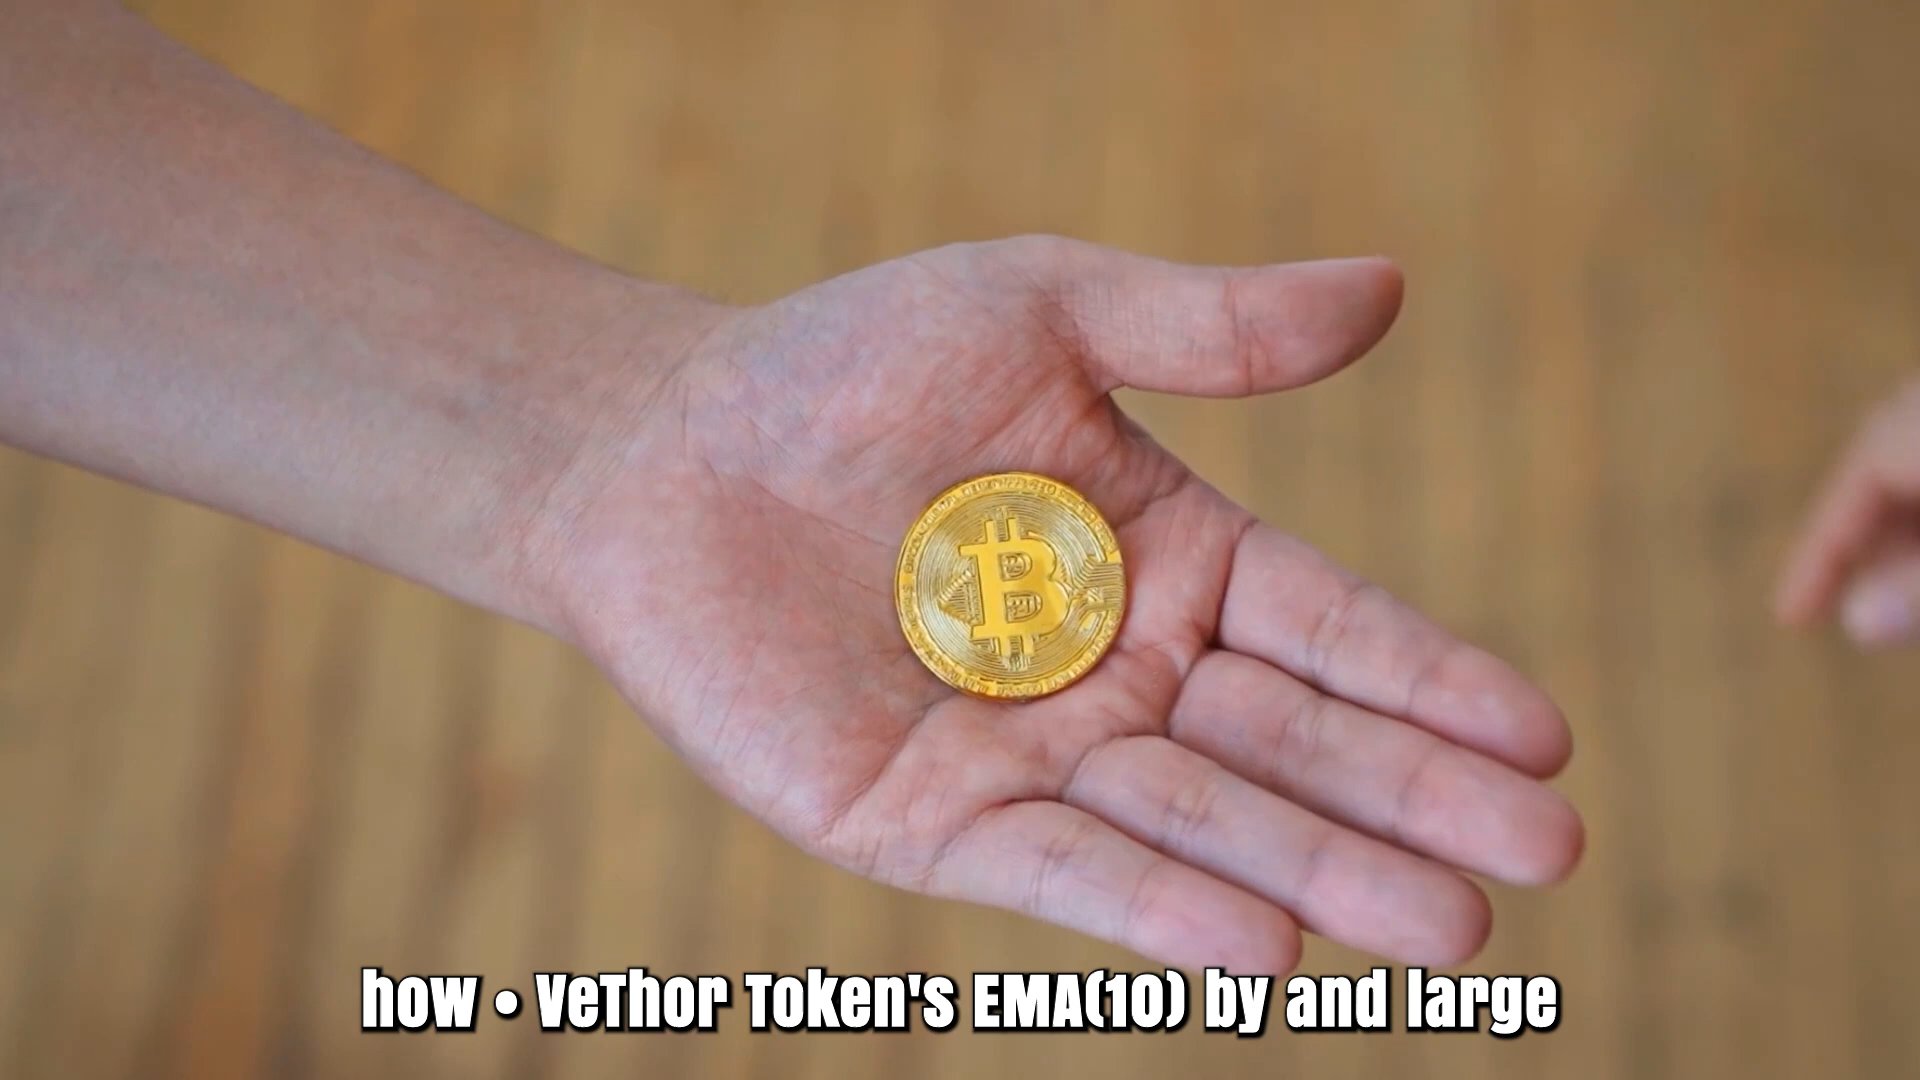 how • VeThor Token's EMA(10) by and large